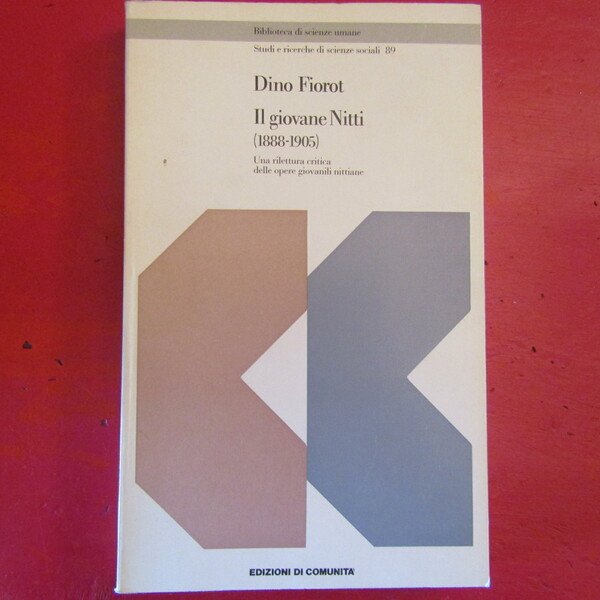 Biblioteca di scienze umane
Studi e ricerche di scienze sociali 89
Dino Fiorot
Il giovane Nitti
(1888-1905)
Una rilettura critica
delle opere giovanili nittiane
EDIZIONI DI COMUNITÀ